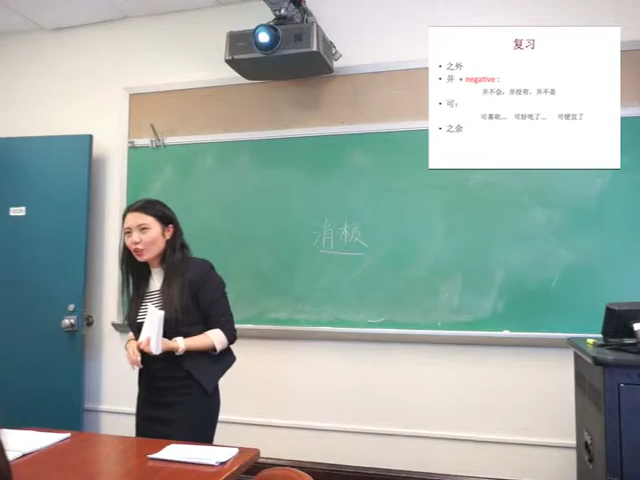 复习
• 之外
• 并 + negative :
并不会，并没有，并不是
• 可：
可喜欢... 可好吃了... 可便宜了
• 之余
消极